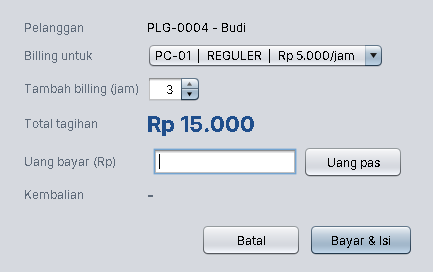 Pelanggan PLG-0004 - Budi
Billing untuk PC-01 | REGULER | Rp 5.000/jam
Tambah billing (jam) 3
Total tagihan Rp 15.000
Uang bayar (Rp) Uang pas
Kembalian -
Batal Bayar & Isi